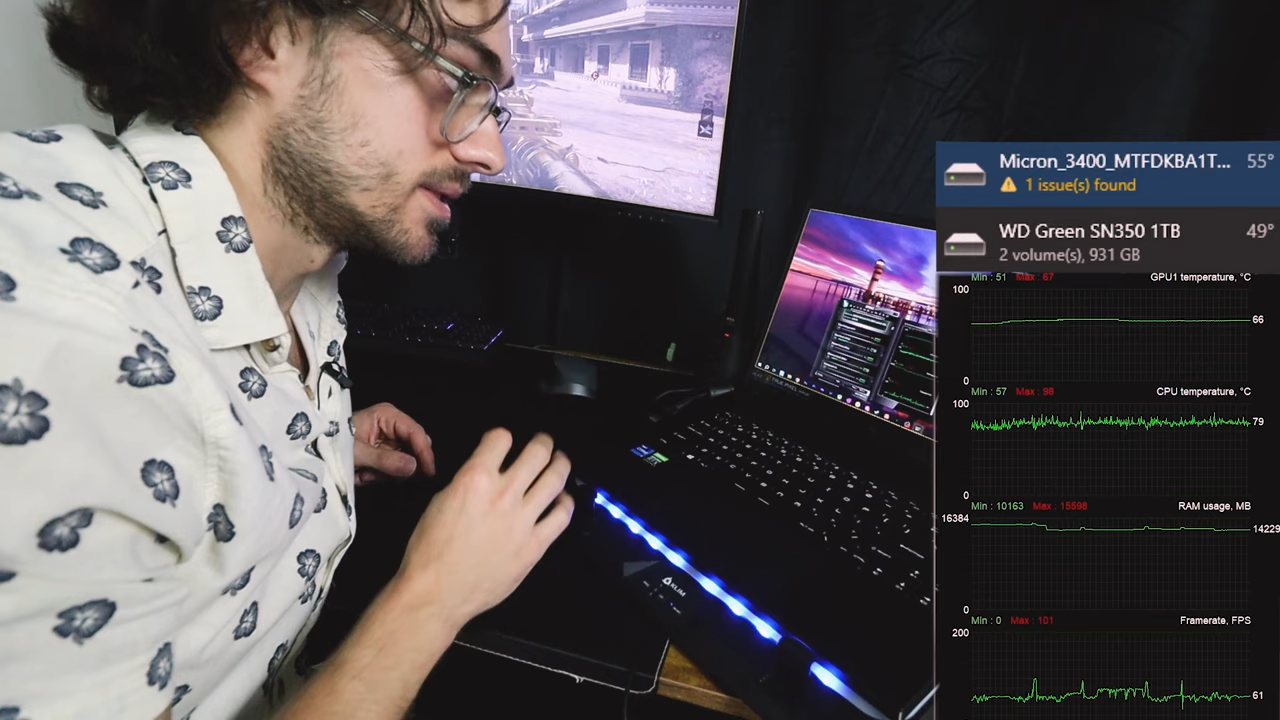 Micron_3400_MTFDKBA1T... 55°
1 issue(s) found
WD Green SN350 1TB 49°
2 volume(s), 931 GB
Min : 51 Max : 67 GPU1 temperature, °C
100
66
0
Min : 57 Max : 98 CPU temperature, °C
100
79
0
Min : 10163 Max : 15598 RAM usage, MB
16384
14229
0
Min : 0 Max : 101 Framerate, FPS
200
61
KLIM